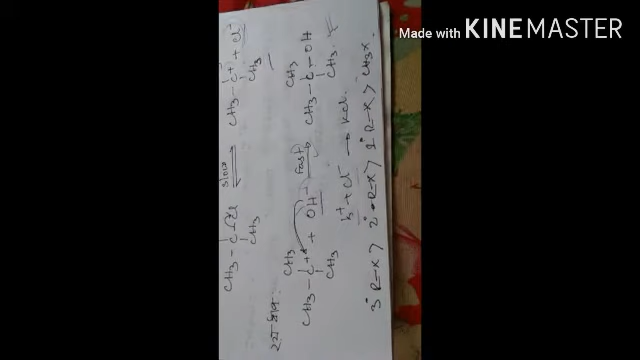 Made with KINEMASTER
CH3
CH3-C-Cl ⇌ CH3-C+ + Cl-
slow
CH3 CH3
CH3 CH3
CH3-C+ + OH- → CH3-C-OH
Fast
CH3 CH3
K+ + Cl- → KCl.
3° R-X > 2° R-X > 1° R-X > CH3X.